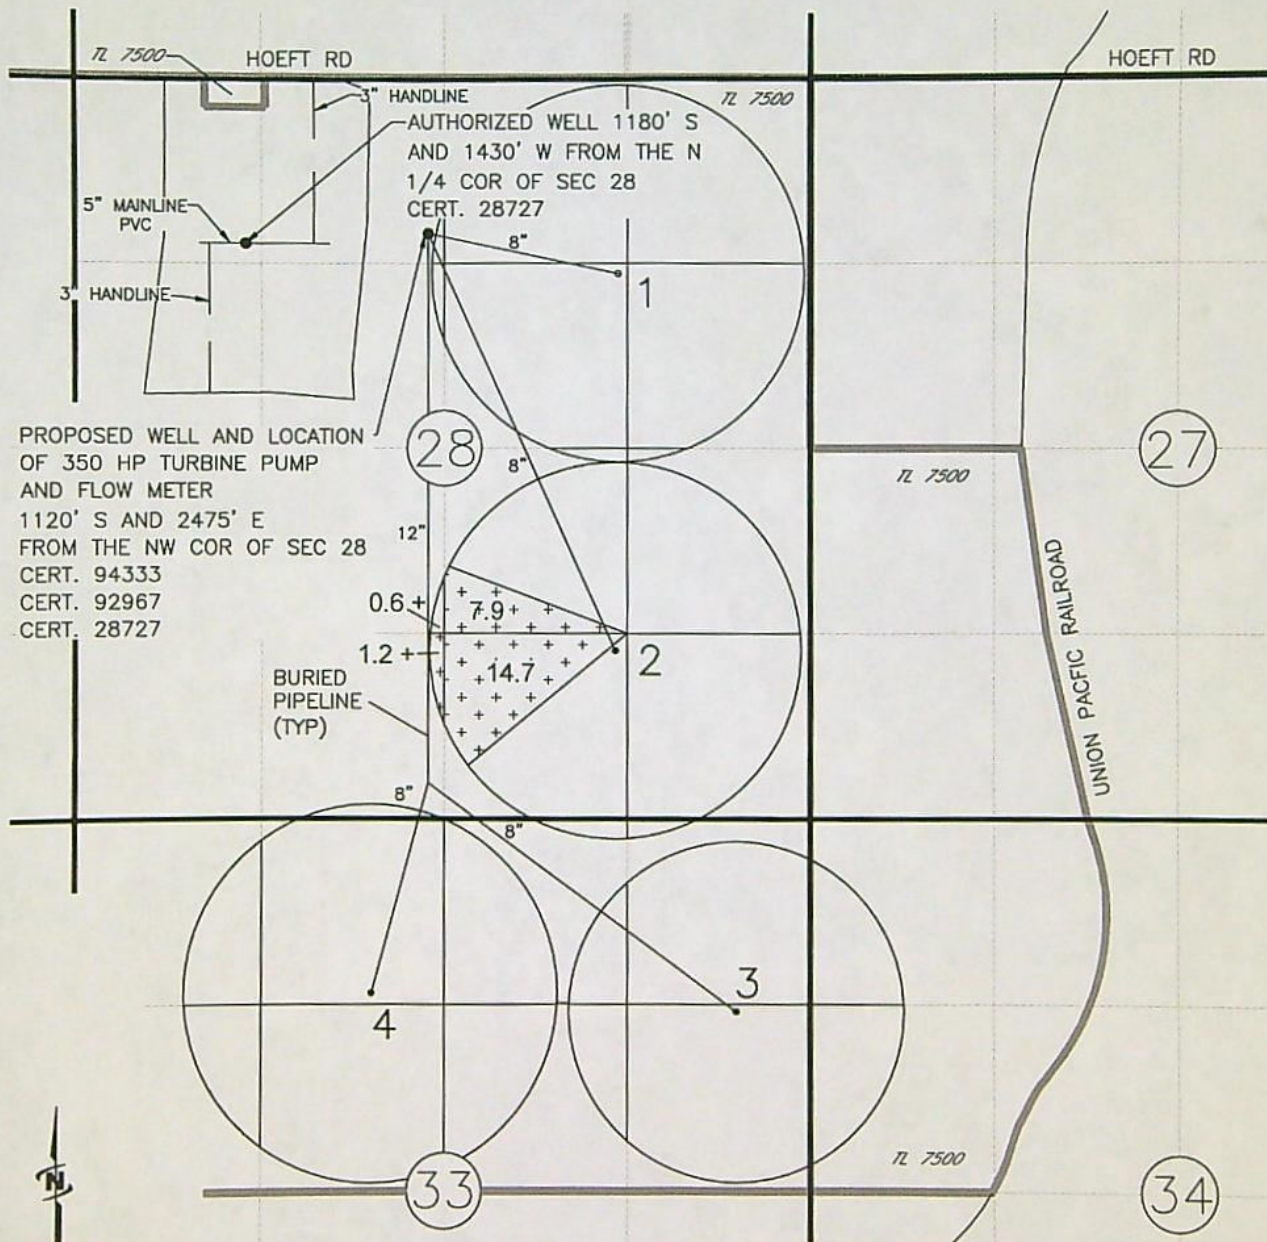 TL 7500
HOEFT RD
HOEFT RD
3" HANDLINE
TL 7500
AUTHORIZED WELL 1180' S
AND 1430' W FROM THE N
1/4 COR OF SEC 28
CERT. 28727
5" MAINLINE
PVC
8"
3" HANDLINE
1
PROPOSED WELL AND LOCATION
OF 350 HP TURBINE PUMP
AND FLOW METER
1120' S AND 2475' E
FROM THE NW COR OF SEC 28
CERT. 94333
CERT. 92967
CERT. 28727
28
27
8"
TL 7500
12"
UNION PACFIC RAILROAD
0.6 +
7.9
1.2 +
14.7
2
BURIED
PIPELINE
(TYP)
8"
8"
3
4
TL 7500
N
33
34